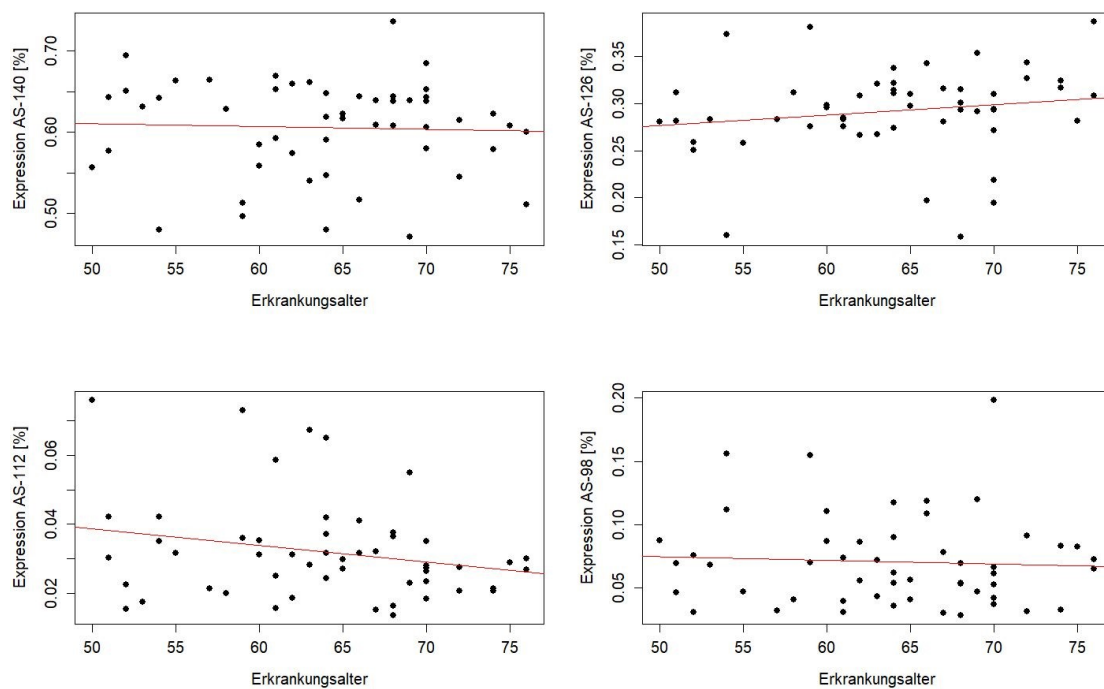 Expression AS-140 [%]
0.70
0.60
0.50
50 55 60 65 70 75
Erkrankungsalter
Expression AS-126 [%]
0.35
0.30
0.25
0.20
0.15
50 55 60 65 70 75
Erkrankungsalter
Expression AS-112 [%]
0.06
0.04
0.02
50 55 60 65 70 75
Erkrankungsalter
Expression AS-98 [%]
0.20
0.15
0.10
0.05
50 55 60 65 70 75
Erkrankungsalter